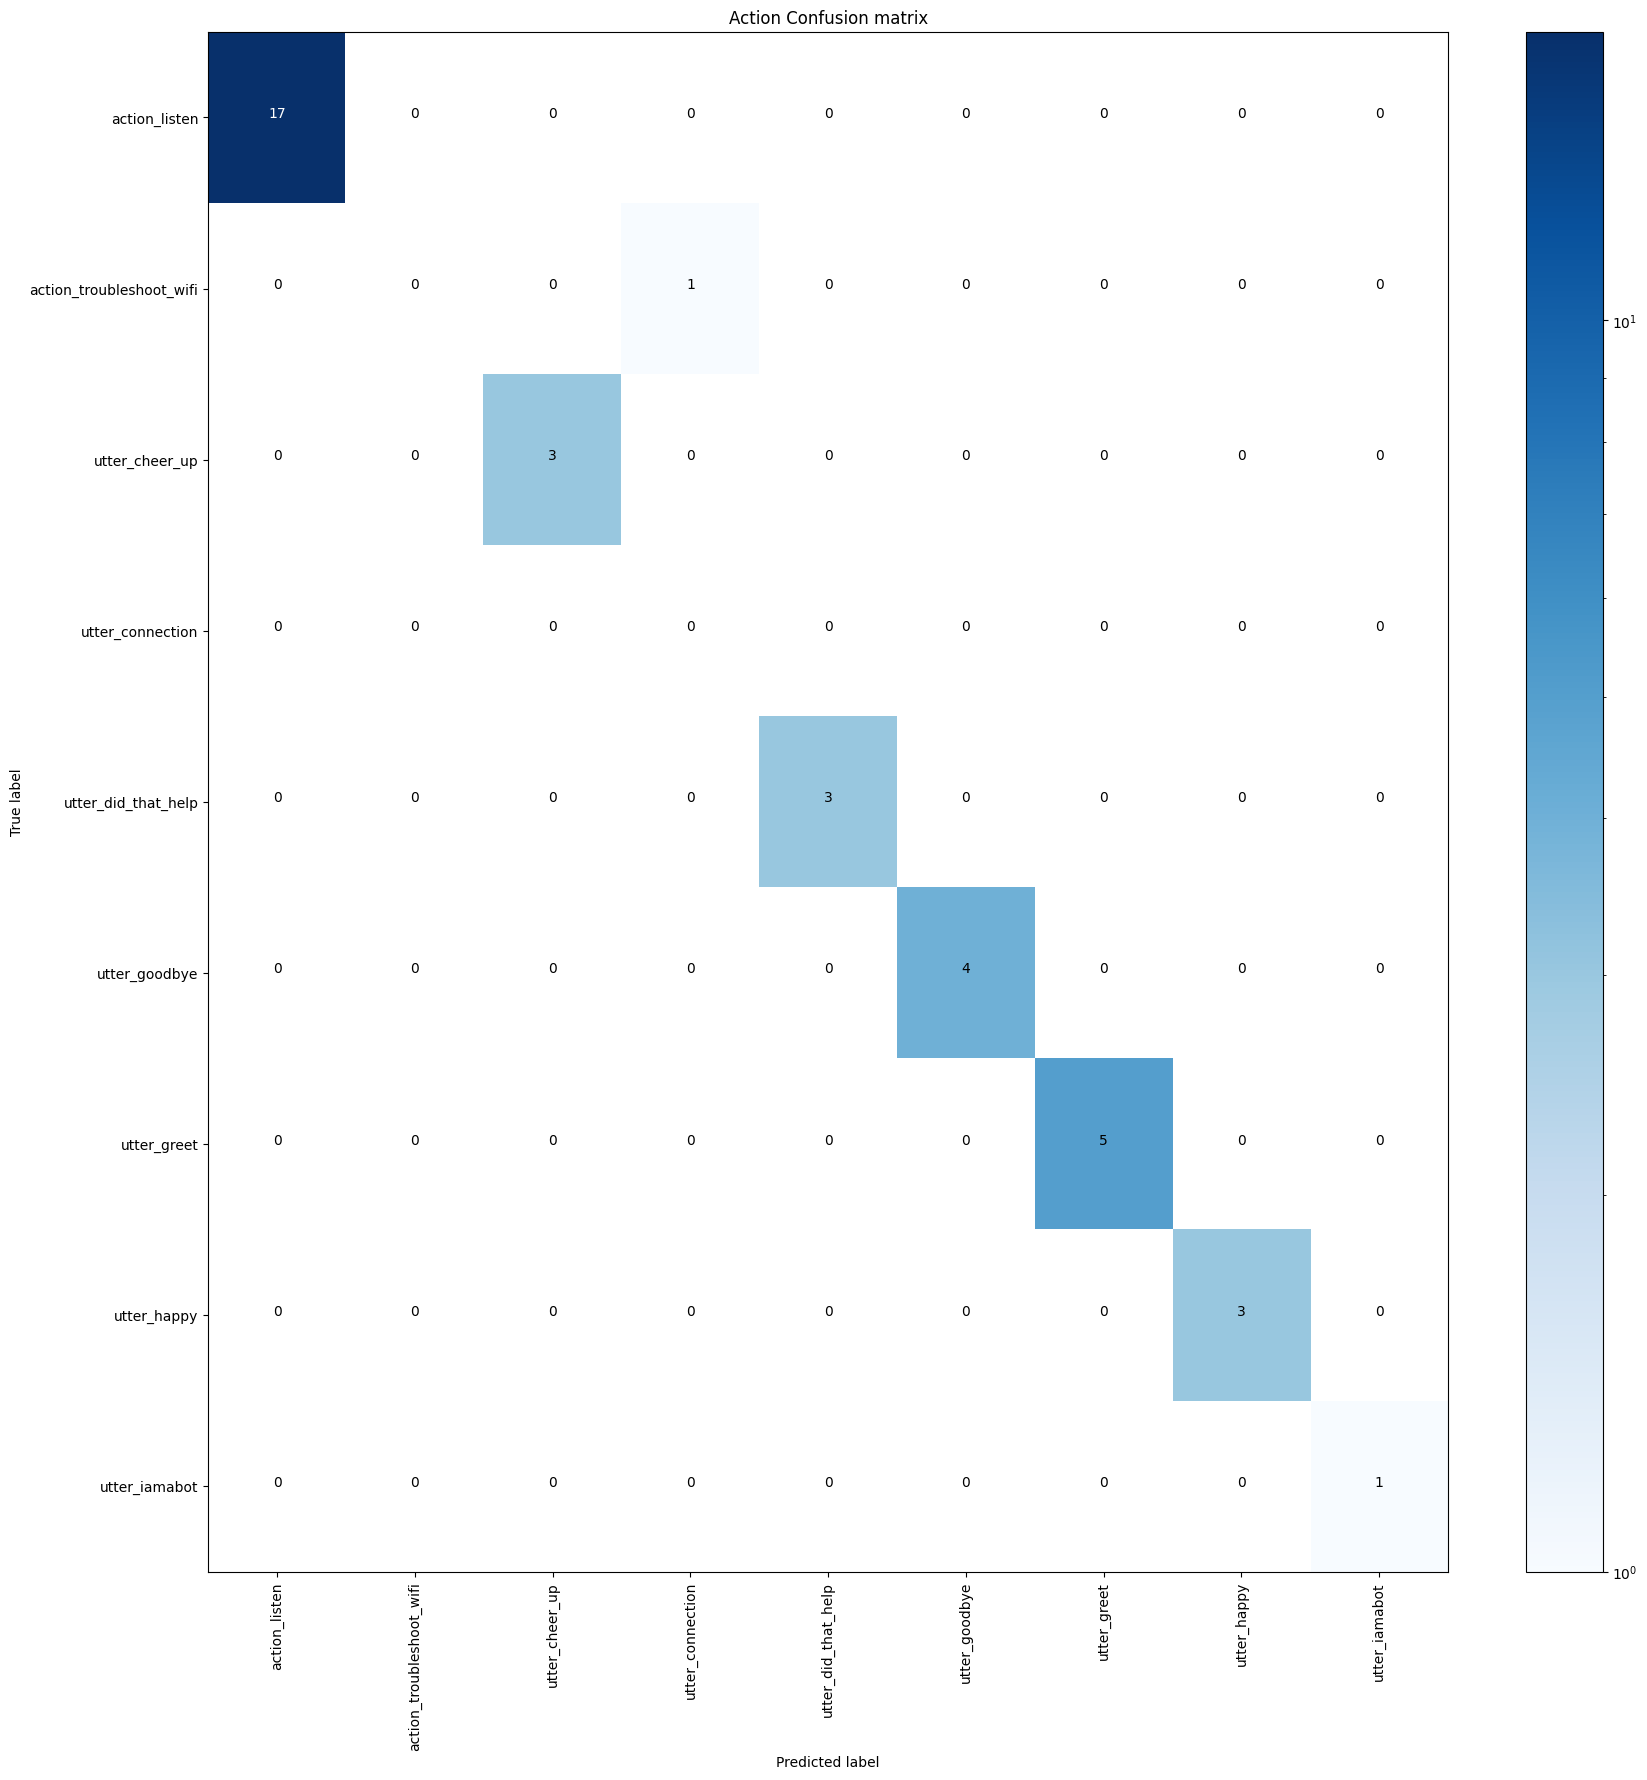 Action Confusion matrix
action_listen 17 0 0 0 0 0 0 0 0
action_troubleshoot_wifi 0 0 0 1 0 0 0 0 0
10^1
utter_cheer_up 0 0 3 0 0 0 0 0 0
utter_connection 0 0 0 0 0 0 0 0 0
True label
utter_did_that_help 0 0 0 0 3 0 0 0 0
utter_goodbye 0 0 0 0 0 4 0 0 0
utter_greet 0 0 0 0 0 0 5 0 0
utter_happy 0 0 0 0 0 0 0 3 0
utter_iamabot 0 0 0 0 0 0 0 0 1
10^0
action_listen
action_troubleshoot_wifi
utter_cheer_up
utter_connection
utter_did_that_help
utter_goodbye
utter_greet
utter_happy
utter_iamabot
Predicted label